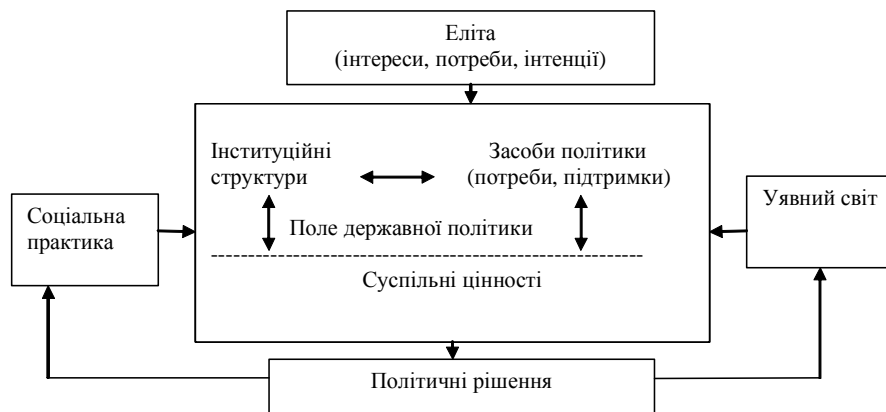 Еліта
(інтереси, потреби, інтенції)
Інституційні
структури
Засоби політики
(потреби, підтримки)
Соціальна
практика
Уявний світ
Поле державної політики
Суспільні цінності
Політичні рішення